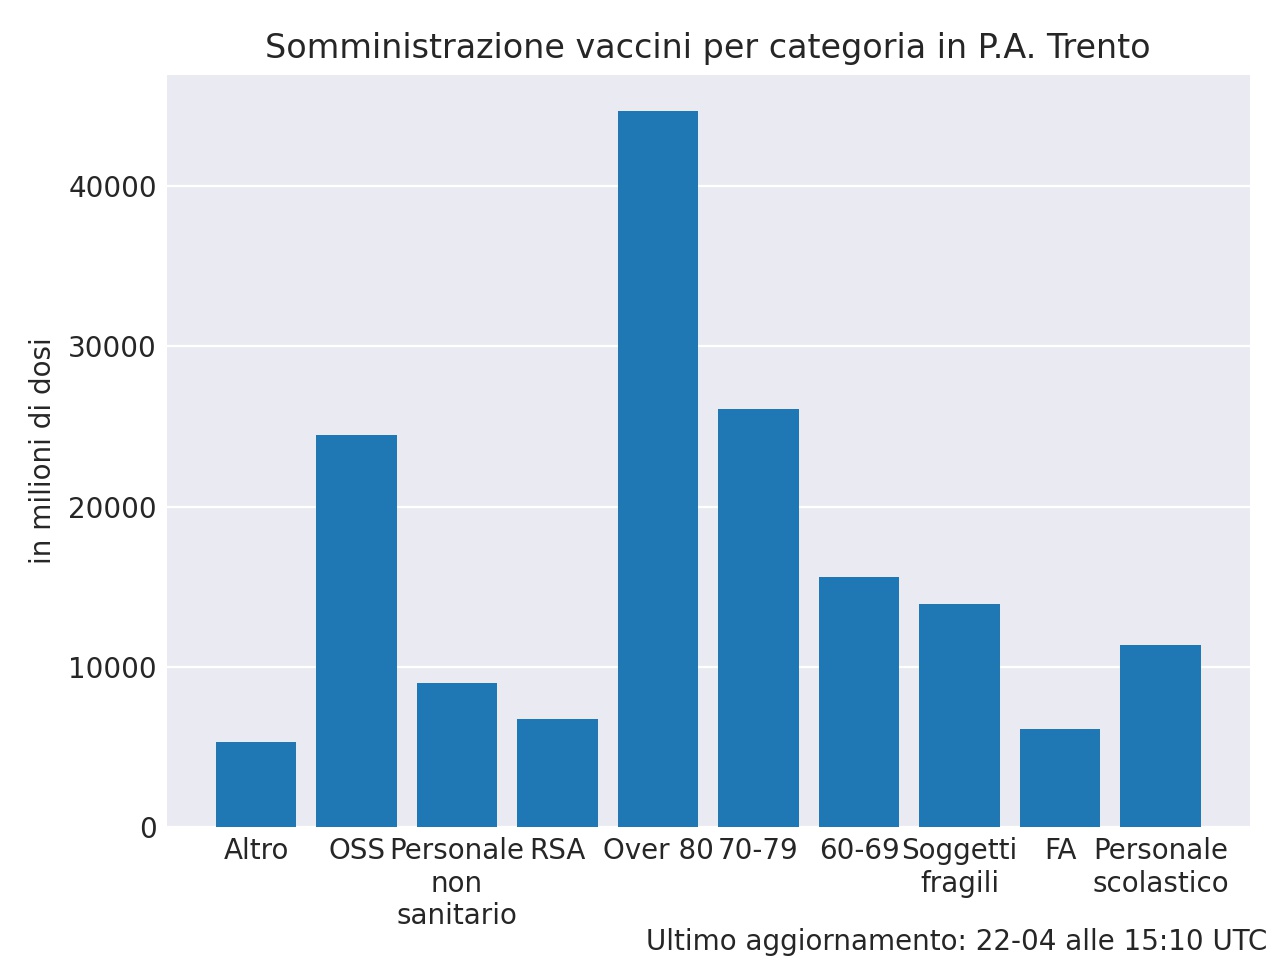 Somministrazione vaccini per categoria in P.A. Trento
in milioni di dosi
40000
30000
20000
10000
0
Altro
OSS
Personale
non
sanitario
RSA
Over 80
70-79
60-69
Soggetti
fragili
FA
Personale
scolastico
Ultimo aggiornamento: 22-04 alle 15:10 UTC